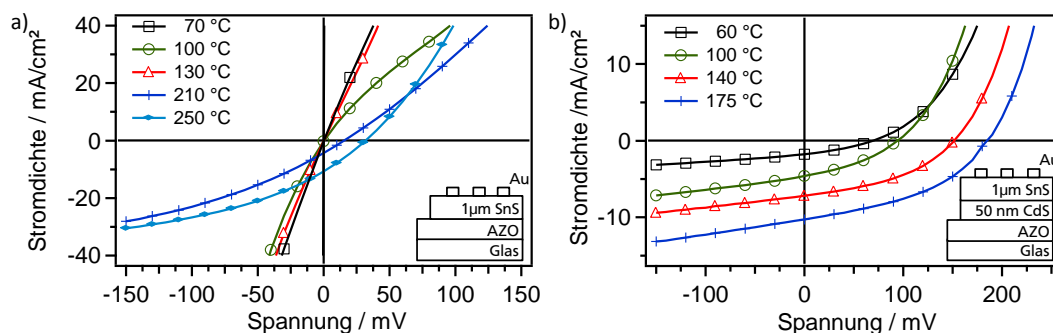 a)
Stromdichte / mA/cm²
40
20
0
-20
-40
70 °C
100 °C
130 °C
210 °C
250 °C
Au
1µm SnS
AZO
Glas
-150
-100
-50
0
50
100
150
Spannung / mV
b)
Stromdichte /mA/cm²
10
0
-10
60 °C
100 °C
140 °C
175 °C
Au
1µm SnS
50 nm CdS
AZO
Glas
-100
0
100
200
Spannung / mV